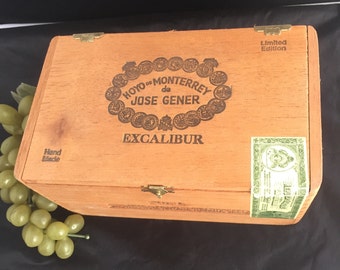 Limited
Edition
HOYO DE MONTERREY
de
JOSE GENER
EXCALIBUR
Hand
Made